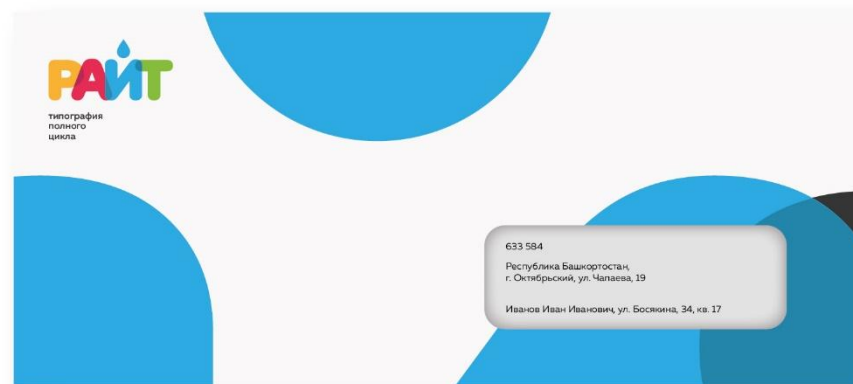 РАЙТ
типография
полного
цикла
633 584
Республика Башкортостан,
г. Октябрьский, ул. Чапаева, 19
Иванов Иван Иванович, ул. Босякина, 34, кв. 17